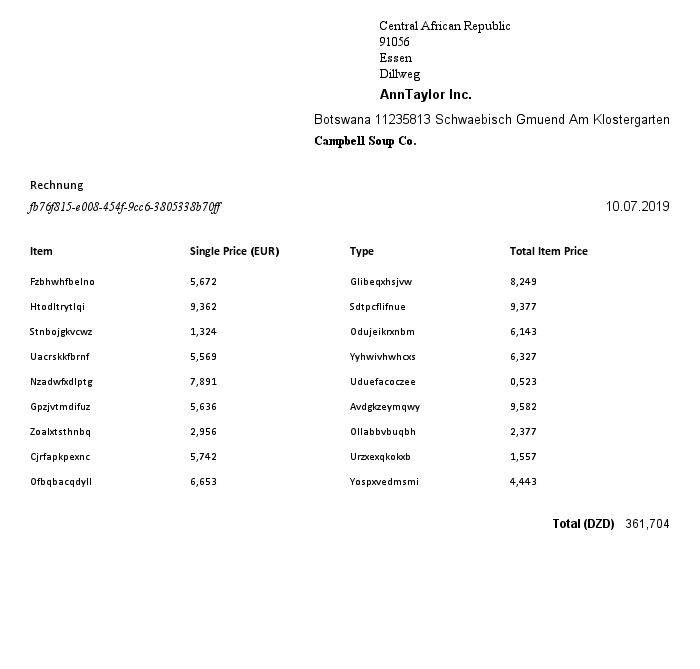 Central African Republic
91056
Essen
Dillweg
AnnTaylor Inc.
Botswana 11235813 Schwaebisch Gmuend Am Klostergarten
Campbell Soup Co.
Rechnung
fb76f815-e008-454f-9cc6-3805338b70ff 10.07.2019
Item Single Price (EUR) Type Total Item Price
Fzbhwhfbelno 5,672 Glibeqxhsjvw 8,249
Htodltrytlqi 9,362 Sdtpcflifnue 9,377
Stnbojgkvcwz 1,324 Odujeikrxnbm 6,143
Uacrskkfbrnf 5,569 Yyhwivhwhcxs 6,327
Nzadwfxdlptg 7,891 Uduefacoczee 0,523
Gpzjvtmdifuz 5,636 Avdgkzeymqwy 9,582
Zoalxtsthnbq 2,956 Ollabbvbuqbh 2,377
Cjrfapkpexnc 5,742 Urzxexqkokxb 1,557
Ofbqbacqdyll 6,653 Yospxvedmsmi 4,443
Total (DZD) 361,704